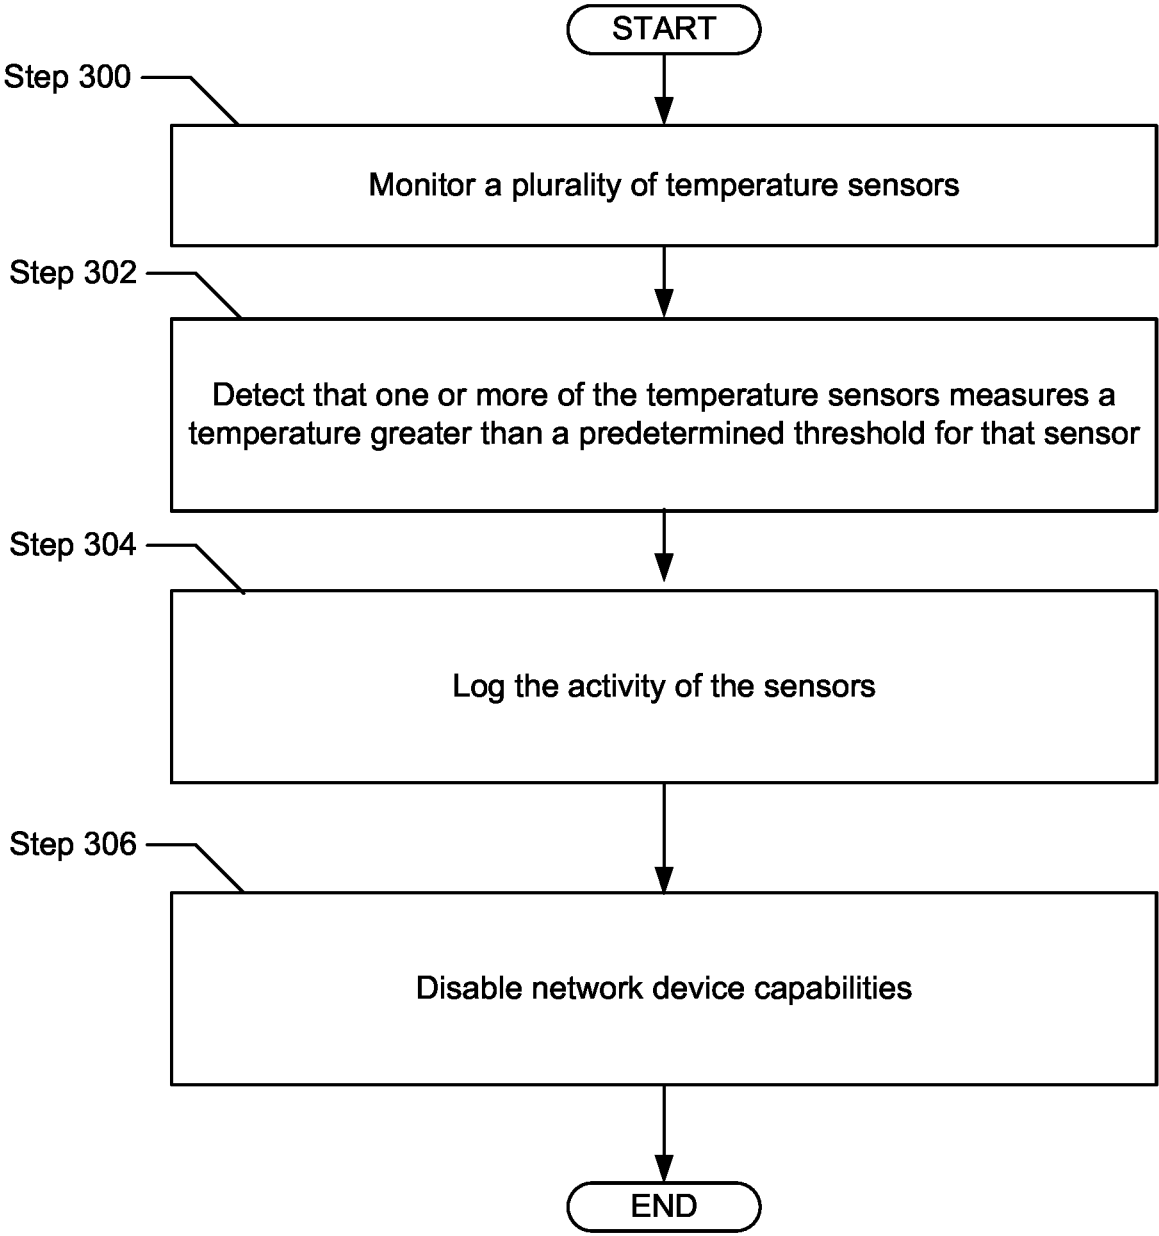 START
Step 300
Monitor a plurality of temperature sensors
Step 302
Detect that one or more of the temperature sensors measures a
temperature greater than a predetermined threshold for that sensor
Step 304
Log the activity of the sensors
Step 306
Disable network device capabilities
END